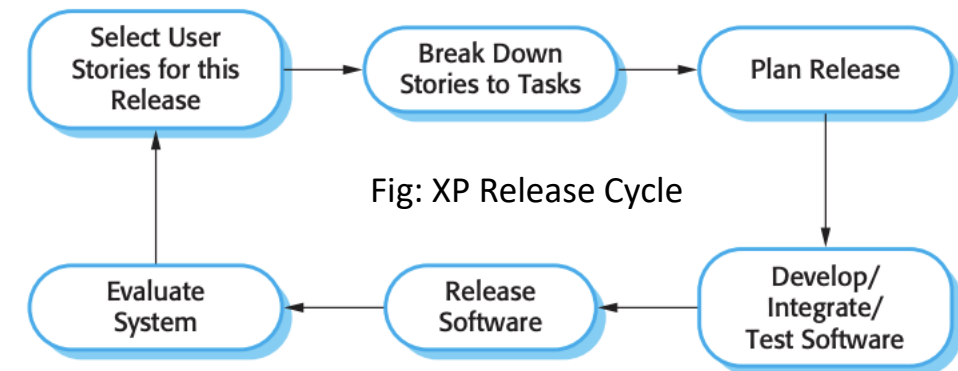 Select User
Stories for this
Release
Break Down
Stories to Tasks
Plan Release
Fig: XP Release Cycle
Evaluate
System
Release
Software
Develop/
Integrate/
Test Software